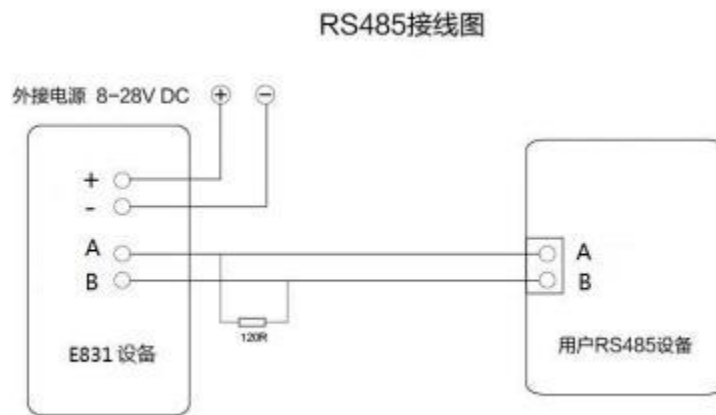 RS485接线图
外接电源 8-28V DC
+
-
+
-
A
B
A
B
120R
E831 设备
用户RS485设备